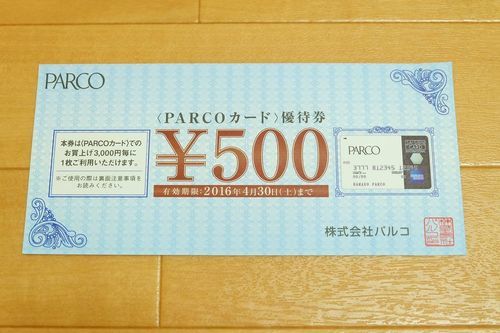 PARCO
〈PARCOカード〉優待券
本券は〈PARCOカード〉での
お買上げ3,000円毎に
1枚ご利用いただけます。
※ご使用の際は裏面注意事項を
お読みください。
¥500
有効期限:2016年4月30日(土)まで
PARCO
3777 812345
HANAKO PARCO
株式会社パルコ